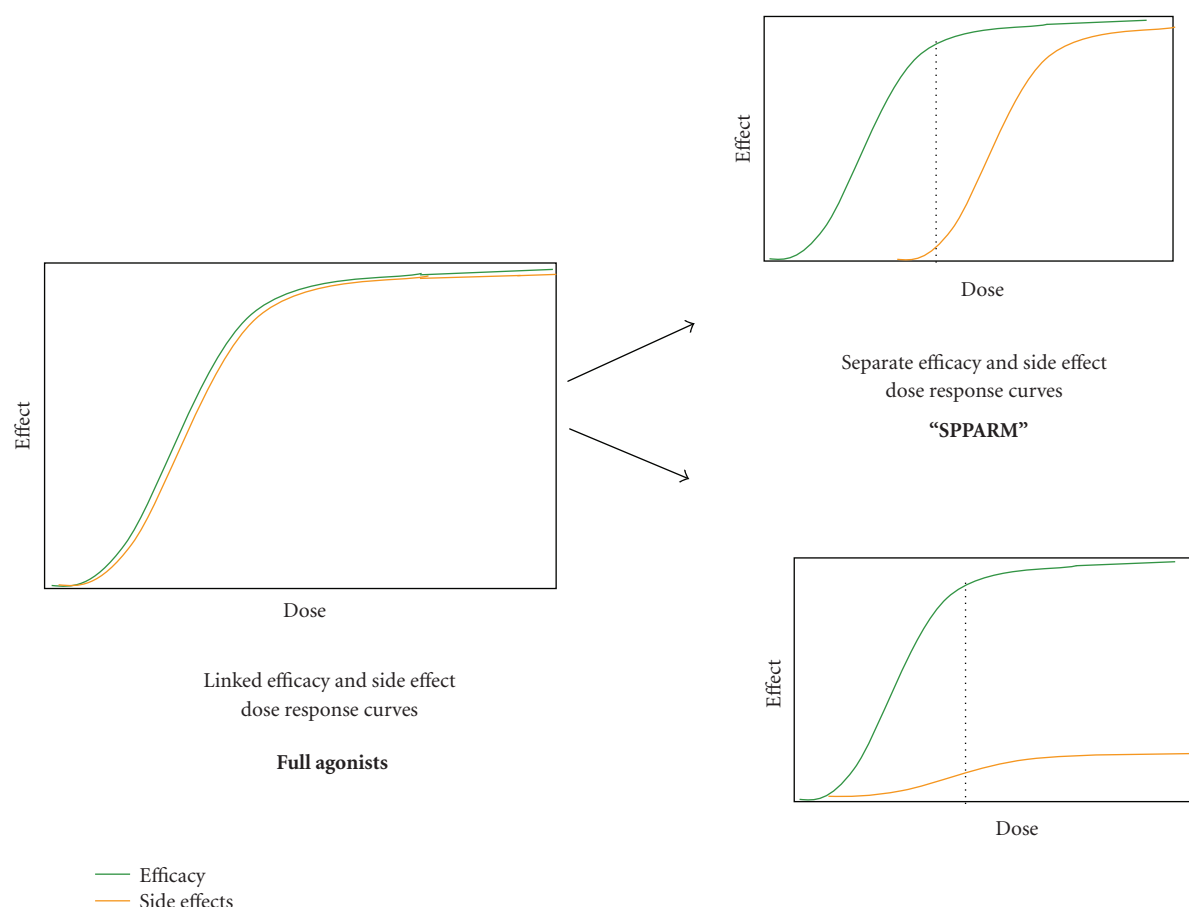 Effect
Dose
Linked efficacy and side effect
dose response curves
Full agonists
Effect
Dose
Separate efficacy and side effect
dose response curves
“SPPARM”
Effect
Dose
Efficacy
Side effects